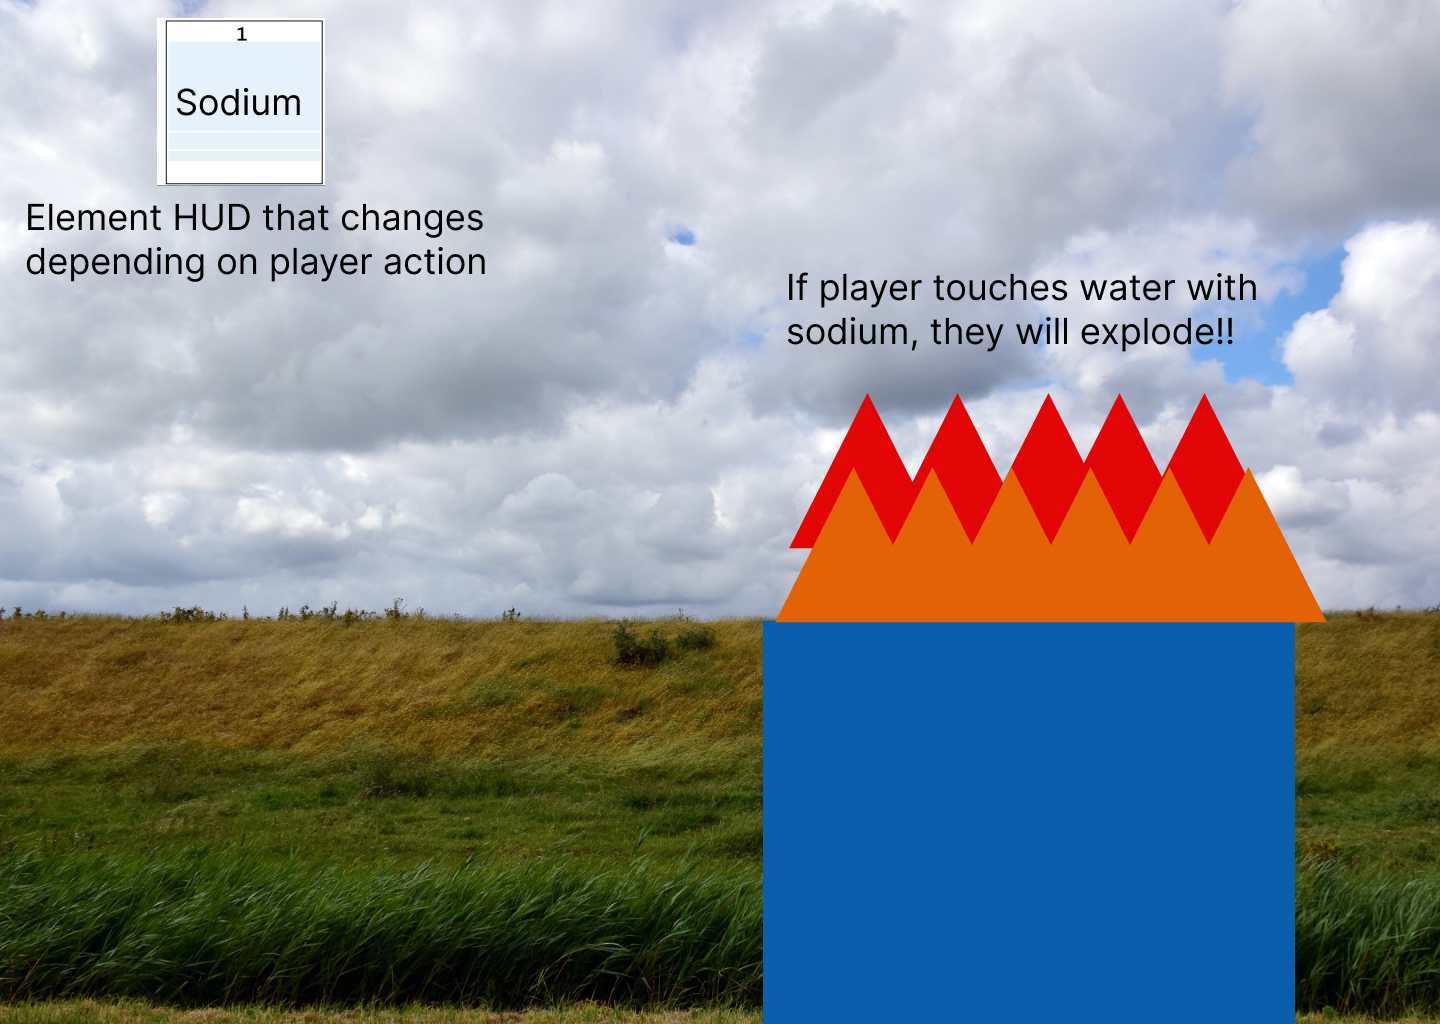 1
Sodium
Element HUD that changes
depending on player action
If player touches water with
sodium, they will explode!!